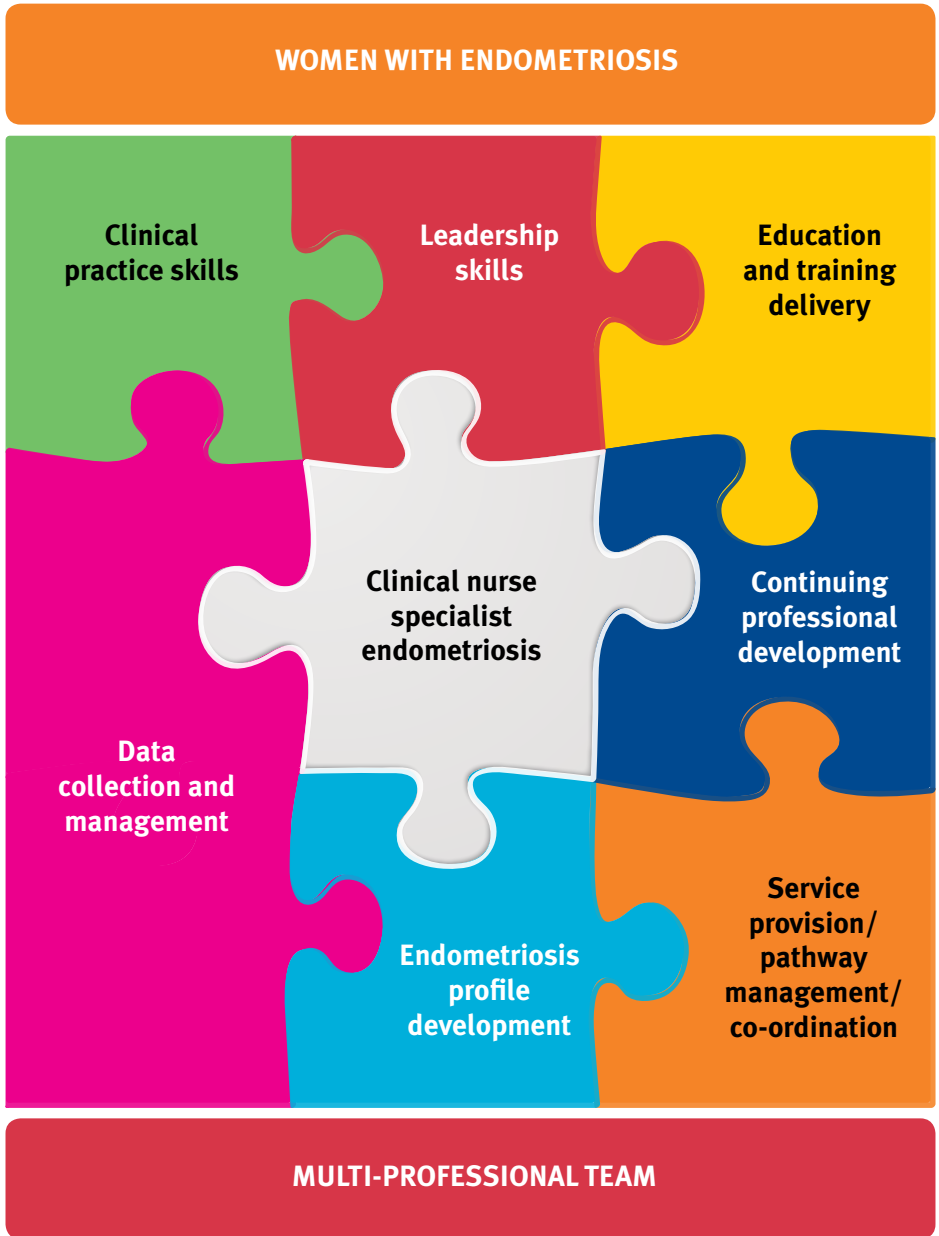 WOMEN WITH ENDOMETRIOSIS
Clinical
practice skills
Leadership
skills
Education
and training
delivery
Clinical nurse
specialist
endometriosis
Continuing
professional
development
Data
collection and
management
Endometriosis
profile
development
Service
provision/
pathway
management/
co-ordination
MULTI-PROFESSIONAL TEAM